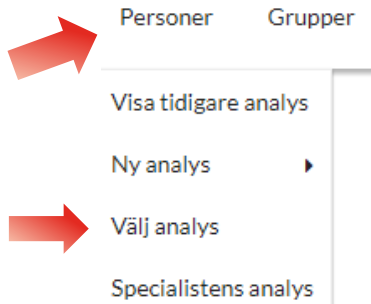 Personer Grupper
Visa tidigare analys
Ny analys
Välj analys
Specialistens analys